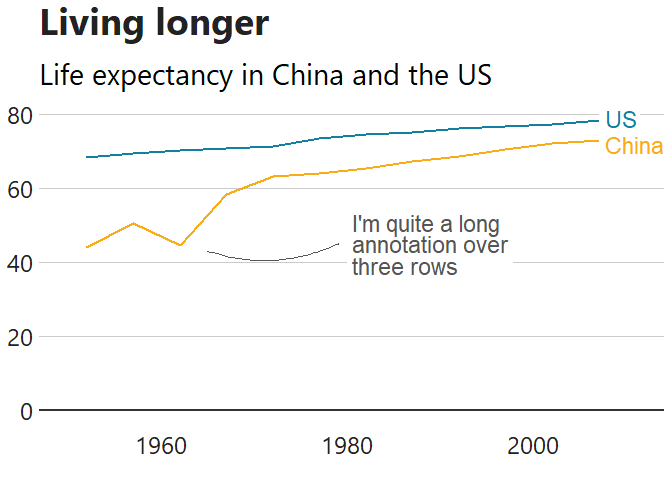 Living longer
Life expectancy in China and the US
80
US
China
60
I'm quite a long
annotation over
three rows
40
20
0
1960 1980 2000